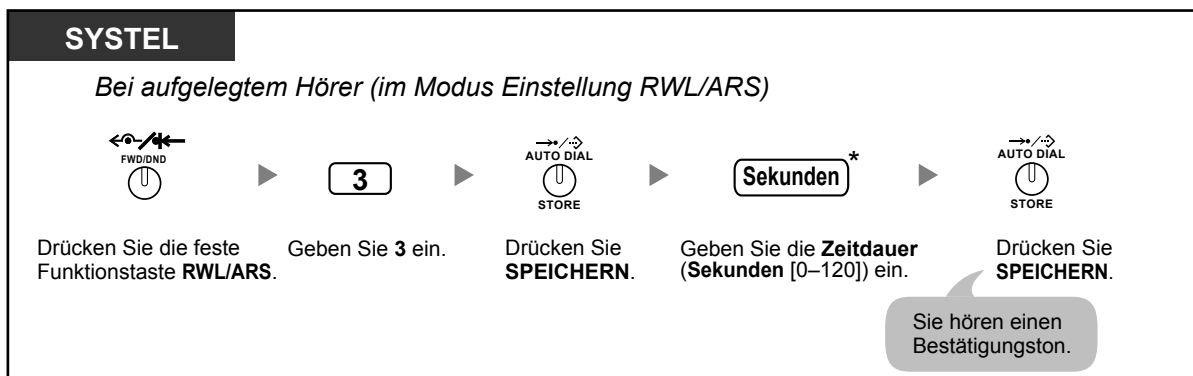 SYSTEL
Bei aufgelegtem Hörer (im Modus Einstellung RWL/ARS)
FWD/DND
3
AUTO DIAL
STORE
Sekunden*
AUTO DIAL
STORE
Drücken Sie die feste
Funktionstaste RWL/ARS.
Geben Sie 3 ein.
Drücken Sie
SPEICHERN.
Geben Sie die Zeitdauer
(Sekunden [0–120]) ein.
Drücken Sie
SPEICHERN.
Sie hören einen
Bestätigungston.